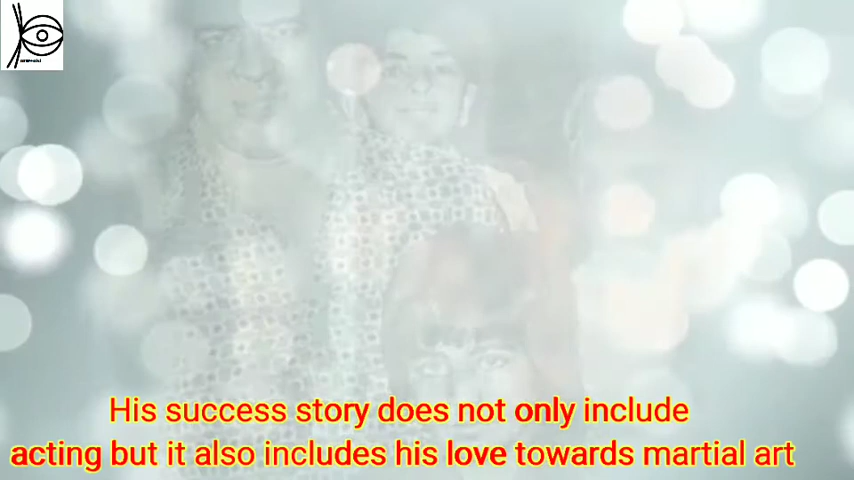 His success story does not only include
acting but it also includes his love towards martial art